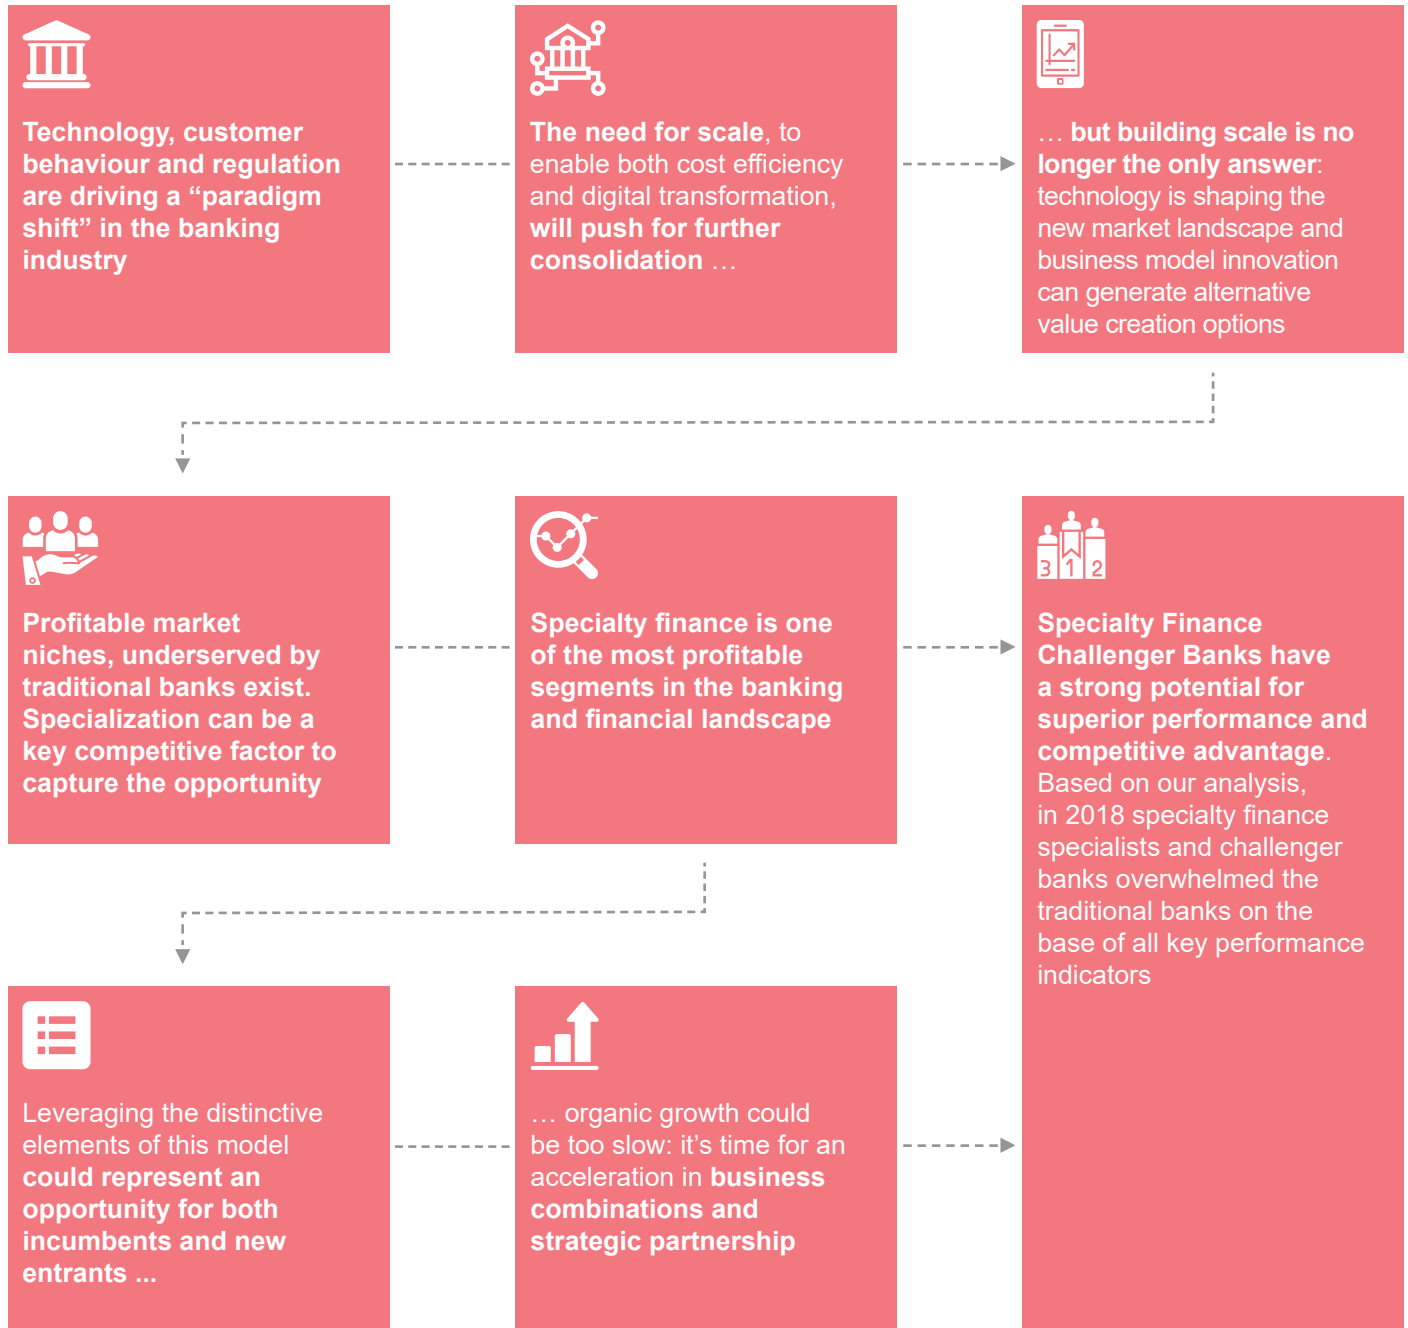 Technology, customer
behaviour and regulation
are driving a “paradigm
shift” in the banking
industry
The need for scale, to
enable both cost efficiency
and digital transformation,
will push for further
consolidation …
… but building scale is no
longer the only answer:
technology is shaping the
new market landscape and
business model innovation
can generate alternative
value creation options
Profitable market
niches, underserved by
traditional banks exist.
Specialization can be a
key competitive factor to
capture the opportunity
Specialty finance is one
of the most profitable
segments in the banking
and financial landscape
3 1 2
Specialty Finance
Challenger Banks have
a strong potential for
superior performance and
competitive advantage.
Based on our analysis,
in 2018 specialty finance
specialists and challenger
banks overwhelmed the
traditional banks on the
base of all key performance
indicators
Leveraging the distinctive
elements of this model
could represent an
opportunity for both
incumbents and new
entrants ...
… organic growth could
be too slow: it’s time for an
acceleration in business
combinations and
strategic partnership